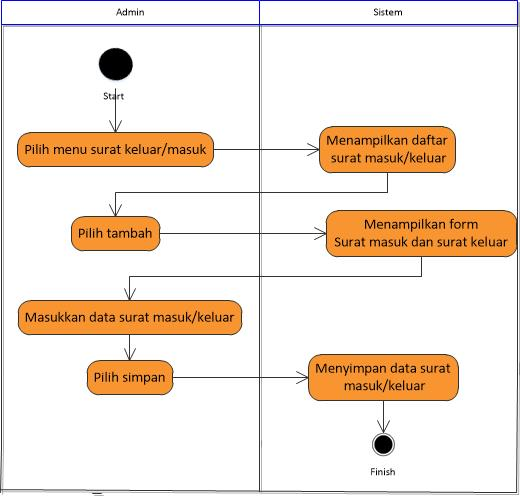 Admin
Sistem
Start
Pilih menu surat keluar/masuk
Menampilkan daftar
surat masuk/keluar
Pilih tambah
Menampilkan form
Surat masuk dan surat keluar
Masukkan data surat masuk/keluar
Pilih simpan
Menyimpan data surat
masuk/keluar
Finish